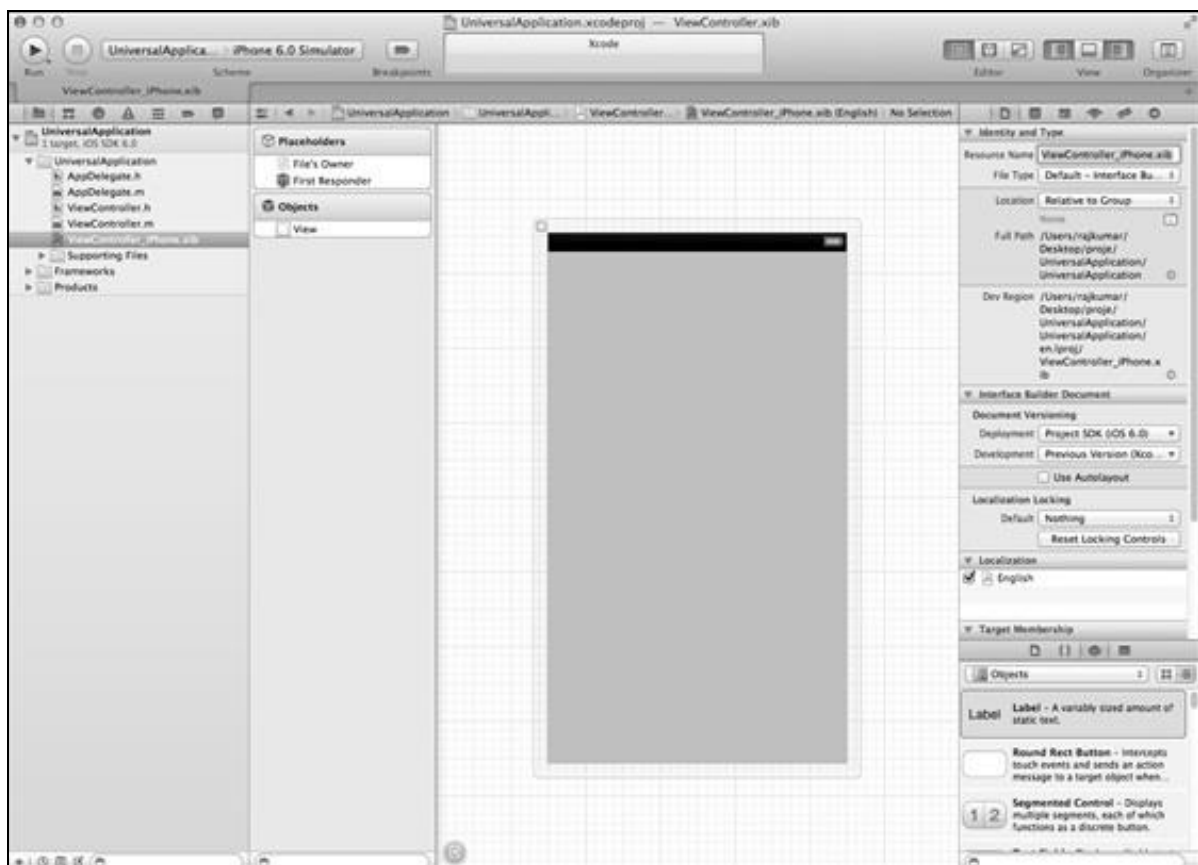 UniversalApplication.xcodeproj — ViewController.xib
UniversalApplica...
iPhone 6.0 Simulator
Xcode
Run
Scheme
Breakpoints
Editor
View
Organizer
ViewController_iPhone.xib
UniversalApplication
UniversalAppli...
ViewController...
ViewController_iPhone.xib (English)
No Selection
UniversalApplication
1 target, iOS SDK 6.0
UniversalApplication
AppDelegate.h
AppDelegate.m
ViewController.h
ViewController.m
ViewController_iPhone.xib
Supporting Files
Frameworks
Products
Placeholders
File's Owner
First Responder
Objects
View
Identity and Type
Resource Name ViewController_iPhone.xib
File Type Default - Interface Bu...
Location Relative to Group
None
Full Path /Users/rajkumar/
Desktop/proje/
UniversalApplication/
UniversalApplication
Dev Region /Users/rajkumar/
Desktop/proje/
UniversalApplication/
UniversalApplication/
en.lproj/
ViewController_iPhone.x
ib
Interface Builder Document
Document Versioning
Deployment Project SDK (iOS 6.0)
Development Previous Version (Xco...
Use Autolayout
Localization Locking
Default Nothing
Reset Locking Controls
Localization
English
Target Membership
Objects
Label
Label - A variably sized amount of
static text.
Round Rect Button - Intercepts
touch events and sends an action
message to a target object when...
1 2
Segmented Control - Displays
multiple segments, each of which
functions as a discrete button.